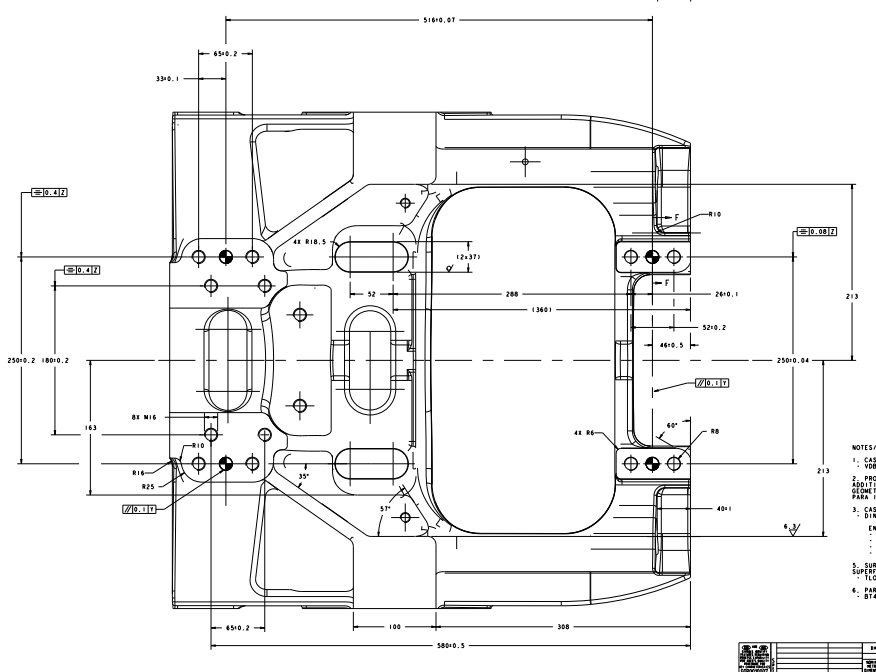 516±0.07
65±0.2
33±0.1
0.4 Z
4X R18.5
(2x37)
F
R10
0.08 Z
0.4 Z
F
52
288
26±0.1
(360)
213
52±0.2
46±0.5
250±0.2
180±0.2
250±0.04
// 0.1 Y
163
8X M16
60°
4X R6
R8
R10
R16
R25
35°
213
57°
// 0.1 Y
40±1
6.3
NOTES/
1. CAS
- VDB
2. PRO
ADDITI
GEOMET
PARA I
3. CAS
- DIN
EN
-
-
-
5. SUR
SUPERF
- TLC
6. PAR
- BT4
65±0.2
100
308
580±0.5